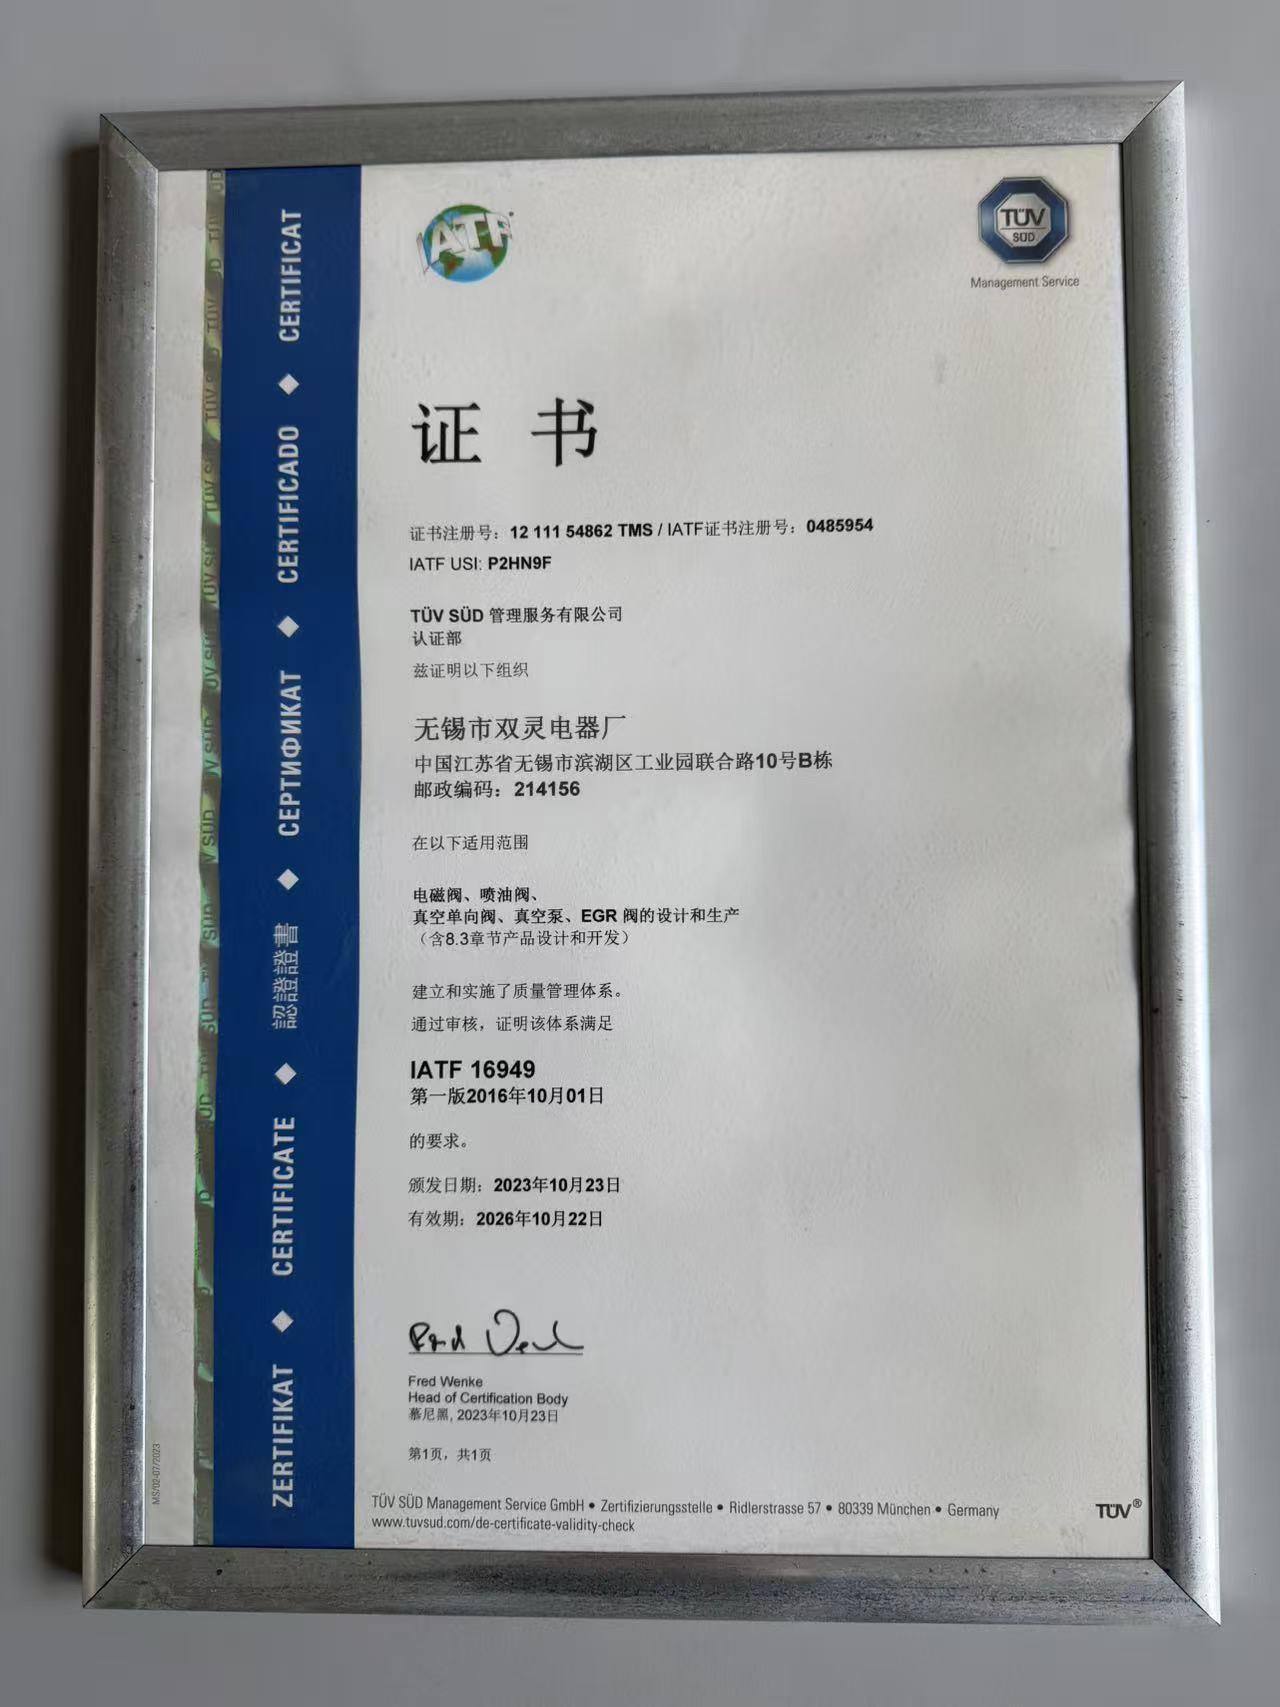 IATF
TÜV
SÜD
Management Service
ZERTIFIKAT ◆ CERTIFICATE ◆ 認證證書 ◆ СЕРТИФИКАТ ◆ CERTIFICADO ◆ CERTIFICAT
证 书
证书注册号：12 111 54862 TMS / IATF证书注册号：0485954
IATF USI: P2HN9F
TÜV SÜD 管理服务有限公司
认证部
兹证明以下组织
无锡市双灵电器厂
中国江苏省无锡市滨湖区工业园联合路10号B栋
邮政编码：214156
在以下适用范围
电磁阀、喷油阀、
真空单向阀、真空泵、EGR 阀的设计和生产
（含8.3章节产品设计和开发）
建立和实施了质量管理体系。
通过审核，证明该体系满足
IATF 16949
第一版2016年10月01日
的要求。
颁发日期：2023年10月23日
有效期：2026年10月22日
Fred Wenke
Head of Certification Body
慕尼黑, 2023年10月23日
第1页，共1页
MS/02-07/2023
TÜV SÜD Management Service GmbH • Zertifizierungsstelle • Ridlerstrasse 57 • 80339 München • Germany
www.tuvsud.com/de-certificate-validity-check
TÜV®